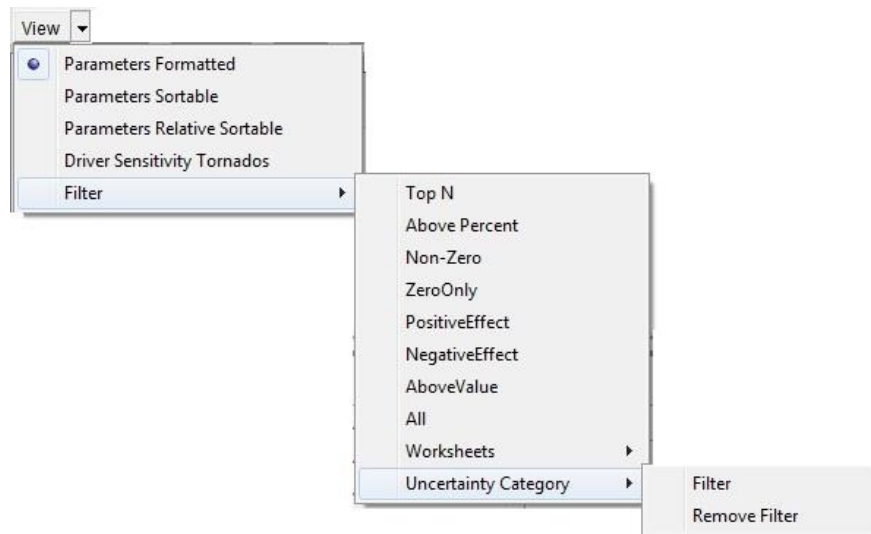 View
Parameters Formatted
Parameters Sortable
Parameters Relative Sortable
Driver Sensitivity Tornados
Filter
Top N
Above Percent
Non-Zero
ZeroOnly
PositiveEffect
NegativeEffect
AboveValue
All
Worksheets
Uncertainty Category
Filter
Remove Filter